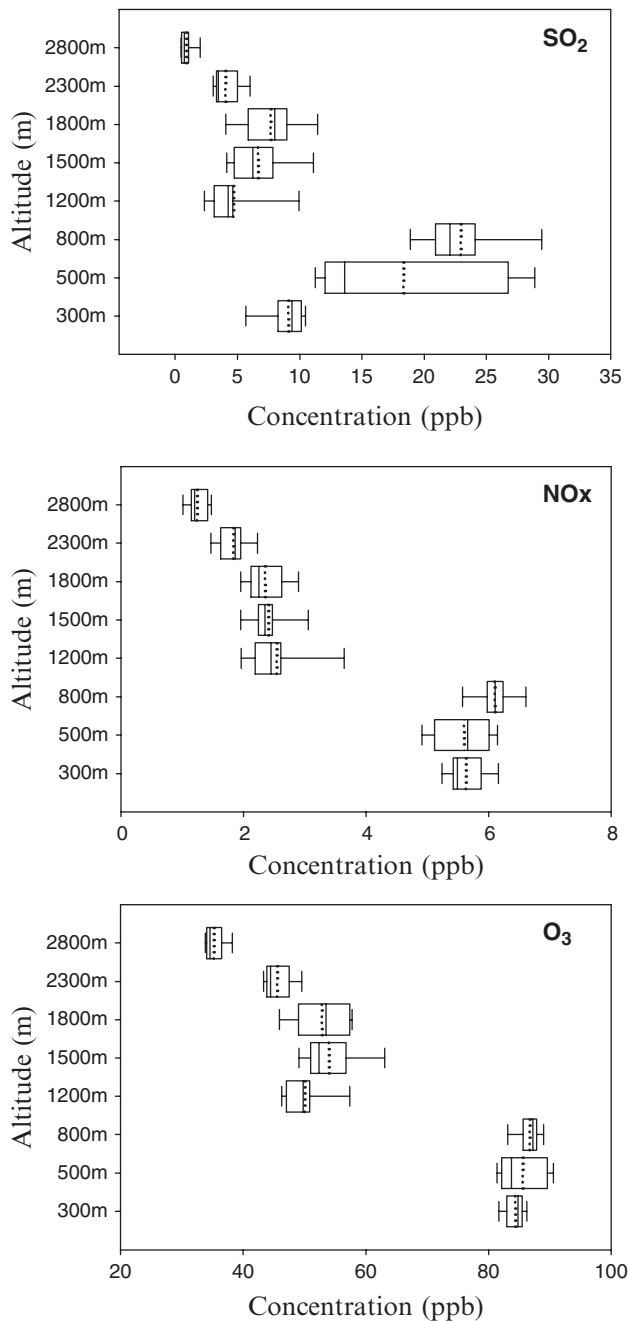 SO2
Altitude (m)
2800m
2300m
1800m
1500m
1200m
800m
500m
300m
0 5 10 15 20 25 30 35
Concentration (ppb)
NOx
Altitude (m)
2800m
2300m
1800m
1500m
1200m
800m
500m
300m
0 2 4 6 8
Concentration (ppb)
O3
Altitude (m)
2800m
2300m
1800m
1500m
1200m
800m
500m
300m
20 40 60 80 100
Concentration (ppb)